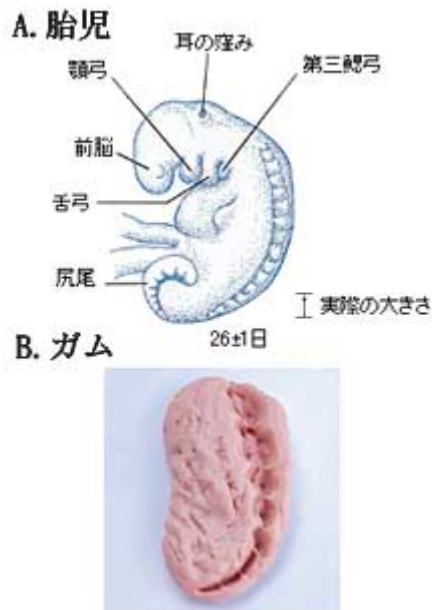 A. 胎児
耳の窪み
顎弓
第三鰓弓
前脳
舌弓
尻尾
実際の大きさ
26±1日
B. ガム